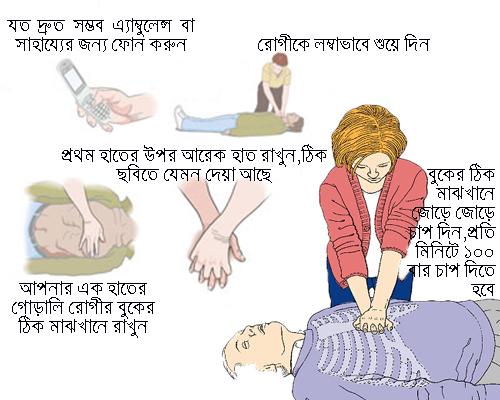 যত দ্রুত সম্ভব এ্যাম্বুলেন্স বা
সাহায্যের জন্য ফোন করুন
রোগীকে লম্বাভাবে শুয়ে দিন
প্রথম হাতের উপর আরেক হাত রাখুন,ঠিক
ছবিতে যেমন দেয়া আছে
আপনার এক হাতের
গোড়ালি রোগীর বুকের
ঠিক মাঝখানে রাখুন
বুকের ঠিক
মাঝখানে
জোড়ে জোড়ে
চাপ দিন,প্রতি
মিনিটে ১০০
বার চাপ দিতে
হবে